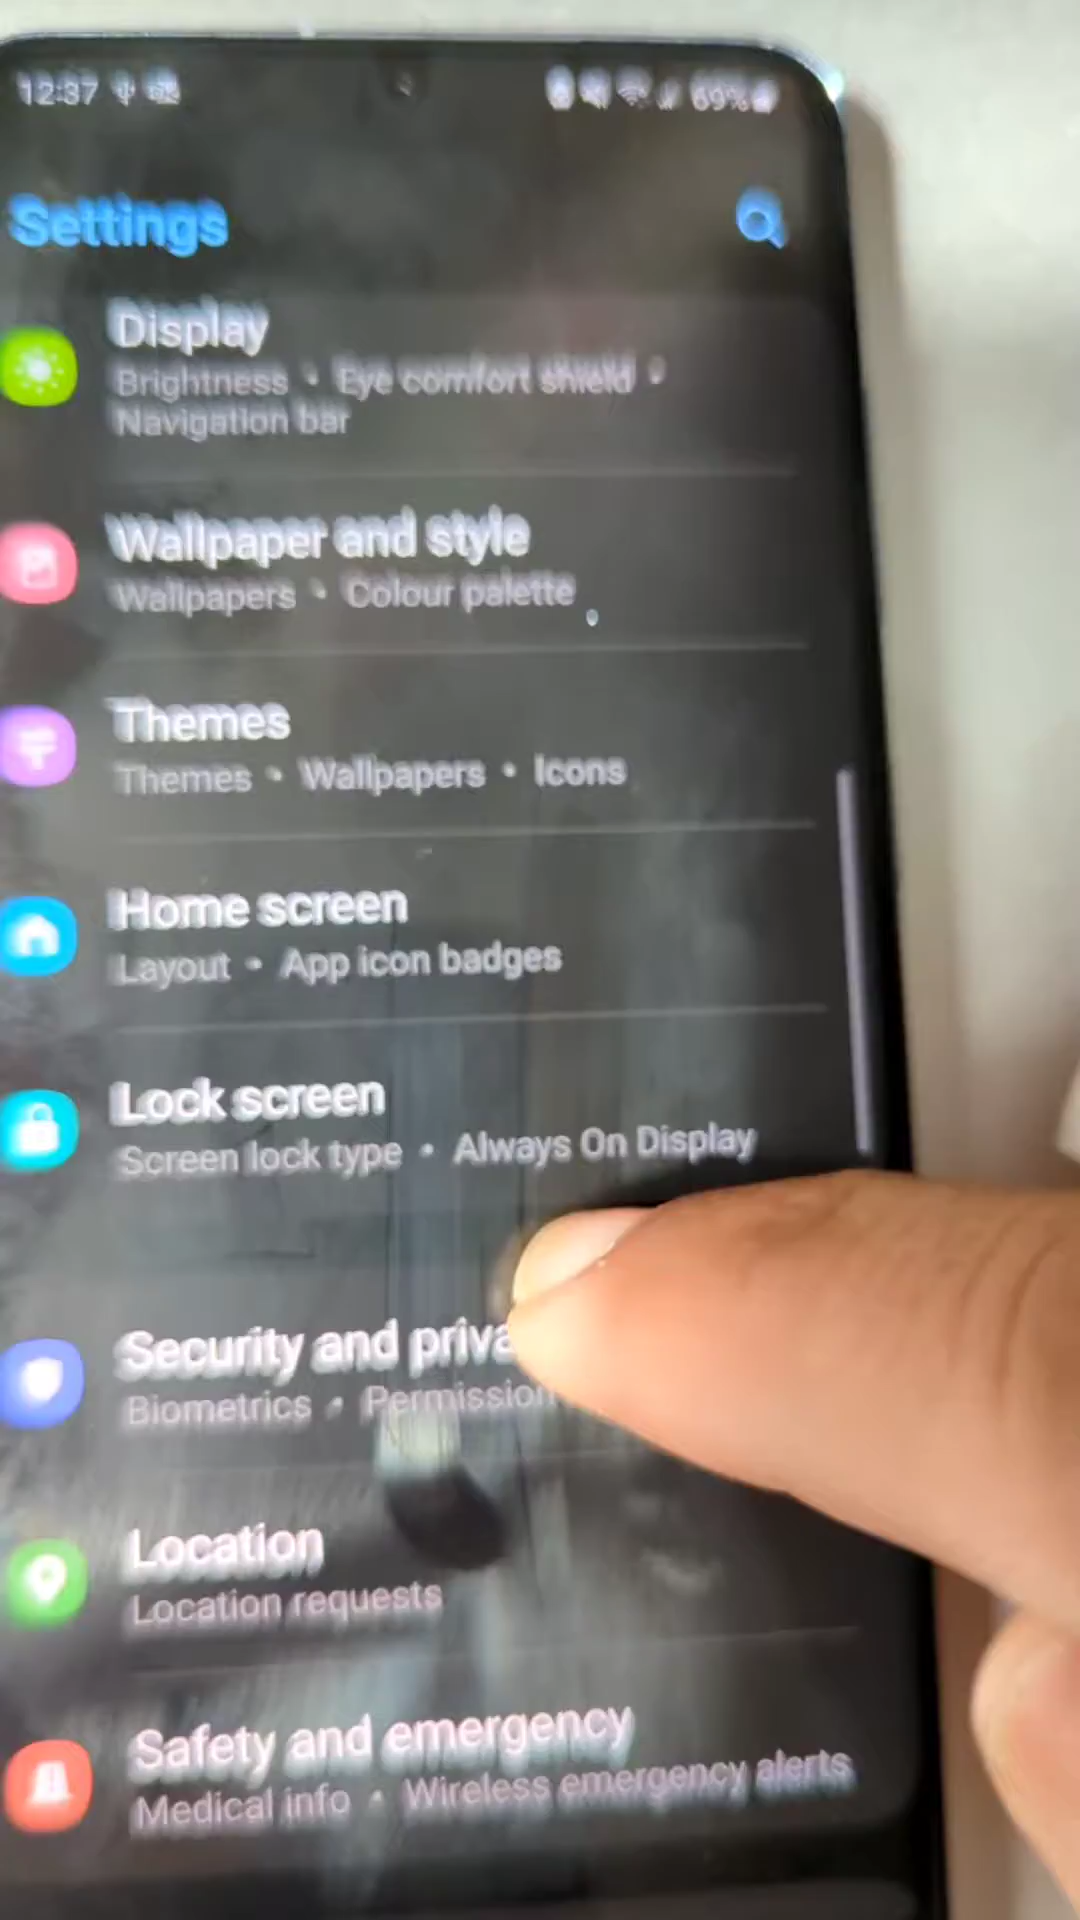 12:37 69%
Settings
Display
Brightness • Eye comfort shield •
Navigation bar
Wallpaper and style
Wallpapers • Colour palette
Themes
Themes • Wallpapers • Icons
Home screen
Layout • App icon badges
Lock screen
Screen lock type • Always On Display
Security and priva
Biometrics • Permission
Location
Location requests
Safety and emergency
Medical info • Wireless emergency alerts